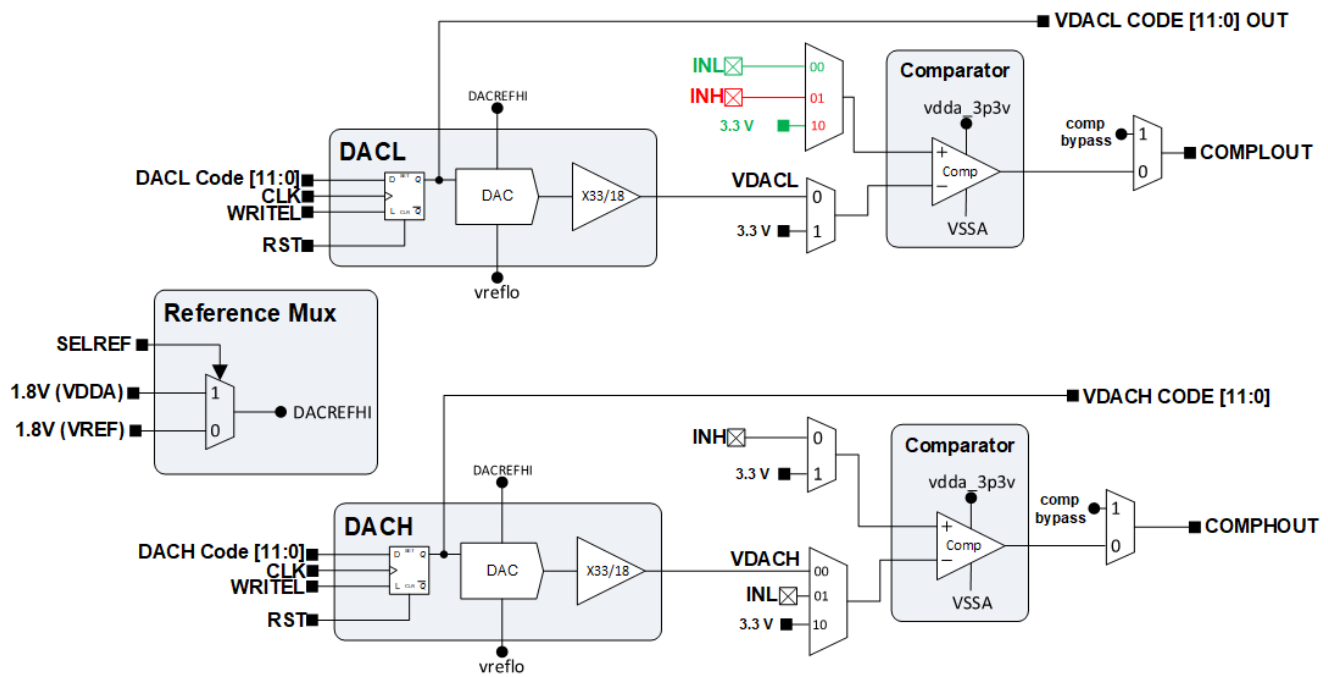 VDACL CODE [11:0] OUT
INL
00
Comparator
DACREFHI
INH
01
vdda_3p3v
3.3 V
10
comp
bypass
1
COMPLOUT
0
DACL
DACL Code [11:0]
D SET Q
CLK
WRITEL
L CLR Q
RST
DAC
X33/18
VDACL
0
3.3 V
1
+
Comp
−
VSSA
vreflo
Reference Mux
SELREF
1.8V (VDDA)
1
DACREFHI
1.8V (VREF)
0
VDACH CODE [11:0]
INH
0
3.3 V
1
Comparator
vdda_3p3v
DACREFHI
comp
bypass
1
COMPHOUT
0
DACH
DACH Code [11:0]
D SET Q
CLK
WRITEL
L CLR Q
RST
DAC
X33/18
VDACH
00
INL
01
3.3 V
10
+
Comp
−
VSSA
vreflo